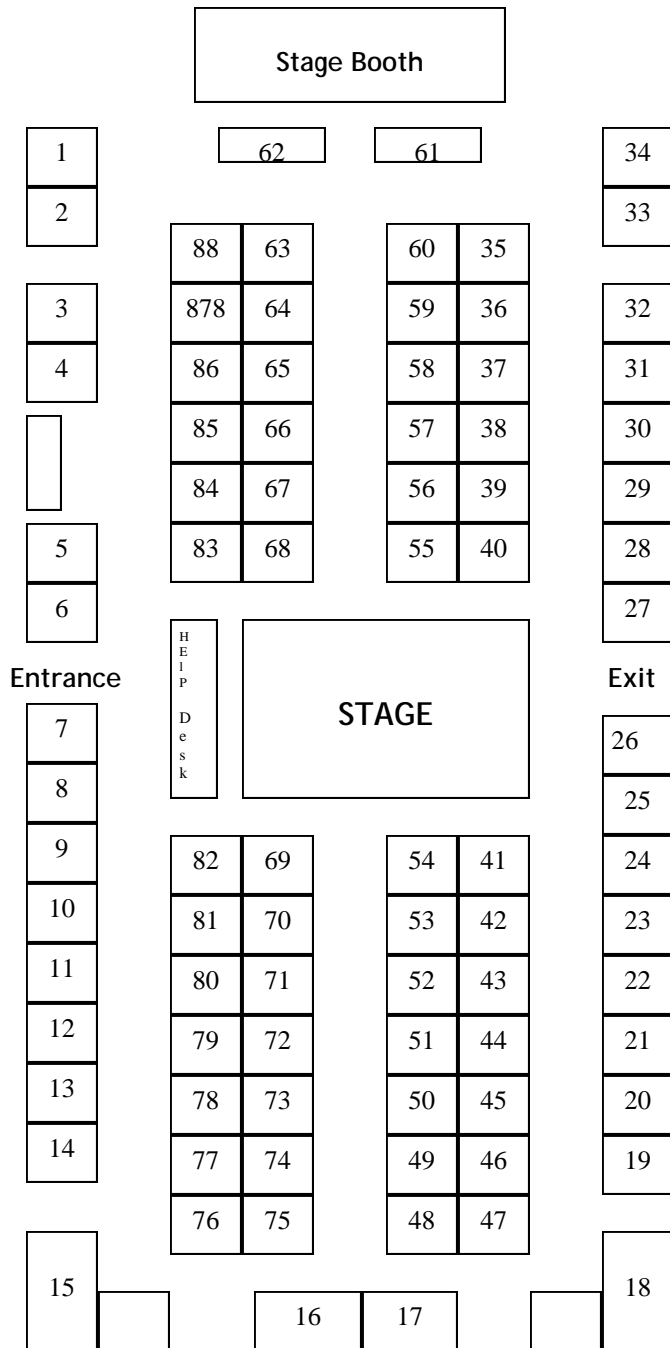 Stage Booth
62 61
1 34
2 33
88 63 60 35
3 878 64 59 36 32
4 86 65 58 37 31
85 66 57 38 30
84 67 56 39 29
5 83 68 55 40 28
6 27
HElP Desk
Entrance Exit
STAGE
7 26
8 25
9 82 69 54 41 24
10 81 70 53 42 23
11 80 71 52 43 22
12 79 72 51 44 21
13 78 73 50 45 20
14 77 74 49 46 19
76 75 48 47
15 18
16 17